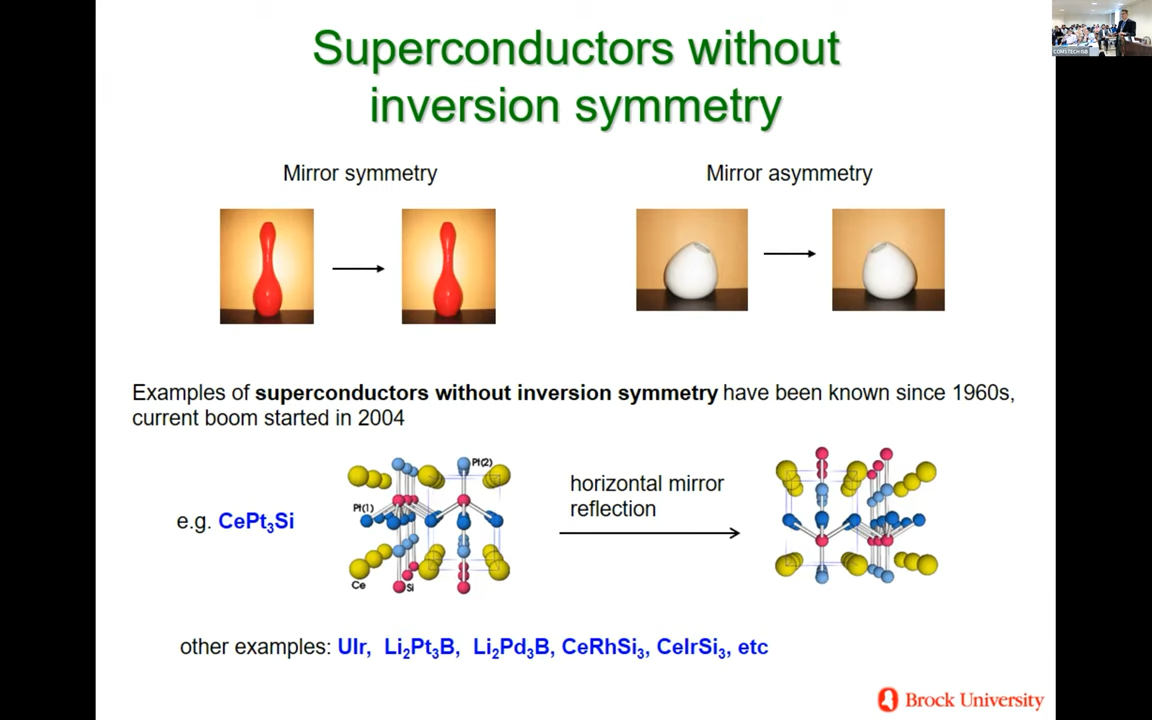 Superconductors without
inversion symmetry
Mirror symmetry
Mirror asymmetry
Examples of superconductors without inversion symmetry have been known since 1960s,
current boom started in 2004
e.g. CePt₃Si
Pt(2)
Pt(1)
Ce
Si
horizontal mirror
reflection
other examples: UIr, Li₂Pt₃B, Li₂Pd₃B, CeRhSi₃, CeIrSi₃, etc
Brock University